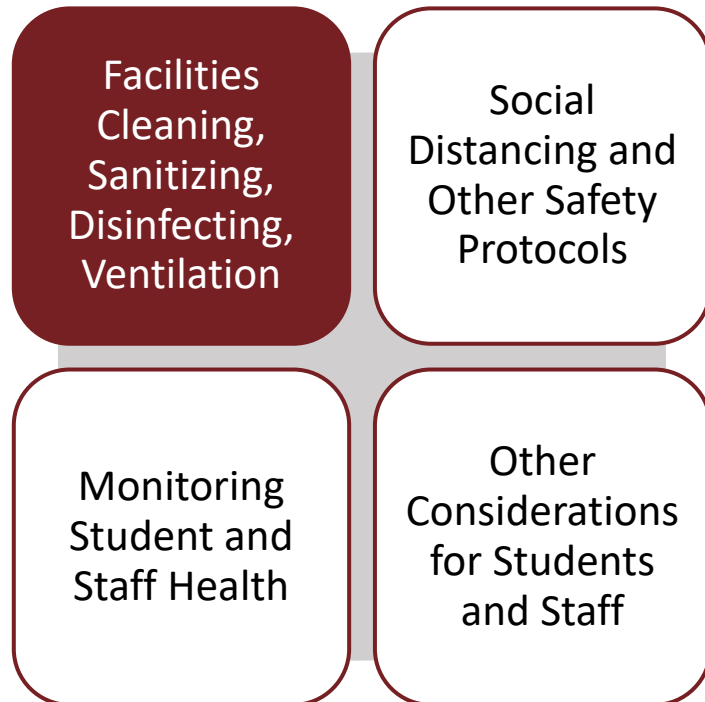 Facilities
Cleaning,
Sanitizing,
Disinfecting,
Ventilation
Social
Distancing and
Other Safety
Protocols
Monitoring
Student and
Staff Health
Other
Considerations
for Students
and Staff